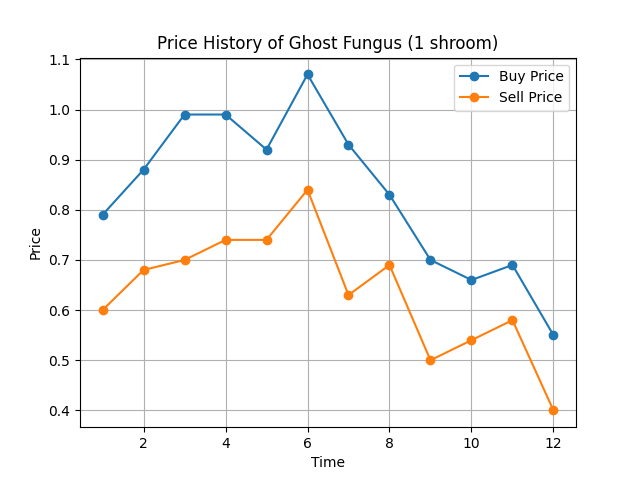 Price History of Ghost Fungus (1 shroom)
Buy Price
Sell Price
Price
1.1
1.0
0.9
0.8
0.7
0.6
0.5
0.4
2 4 6 8 10 12
Time